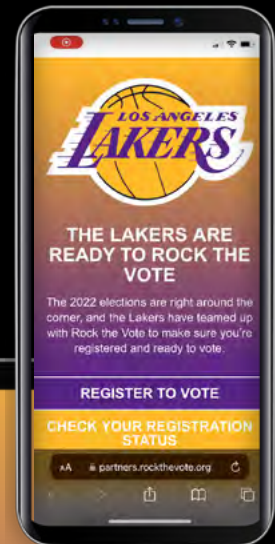 LOS ANGELES
LAKERS
THE LAKERS ARE
READY TO ROCK THE
VOTE
The 2022 elections are right around the
corner, and the Lakers have teamed up
with Rock the Vote to make sure you're
registered and ready to vote.
REGISTER TO VOTE
CHECK YOUR REGISTRATION
STATUS
AA partners.rockthevote.org